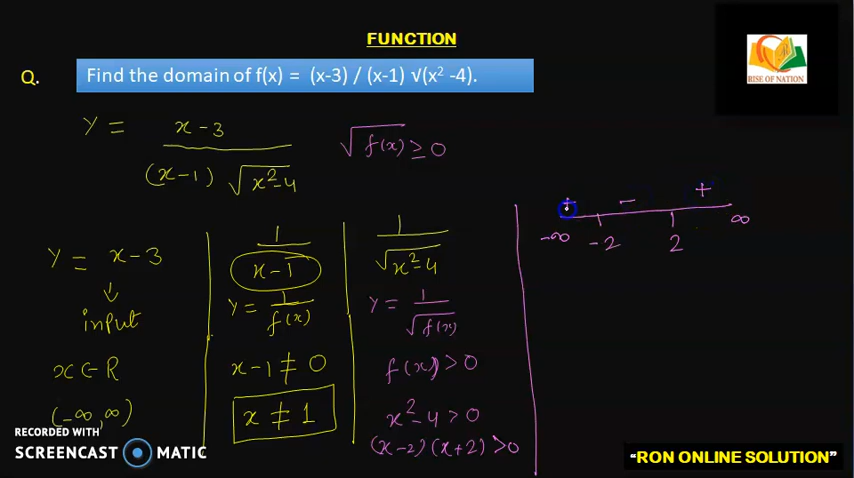 FUNCTION
RISE OF NATION
Q. Find the domain of f(x) = (x-3) / (x-1) √(x² -4).
y = x-3 / (x-1) √x²-4
√f(x) ≥ 0
y = x-3
↓
input
x ∈ R
(-∞, ∞)
1 / x-1
y = 1 / f(x)
x-1 ≠ 0
x ≠ 1
1 / √x²-4
y = 1 / √f(x)
f(x) > 0
x²-4 > 0
(x-2) (x+2) > 0
+ - +
-∞ -2 2 ∞
RECORDED WITH
SCREENCAST MATIC
“RON ONLINE SOLUTION”